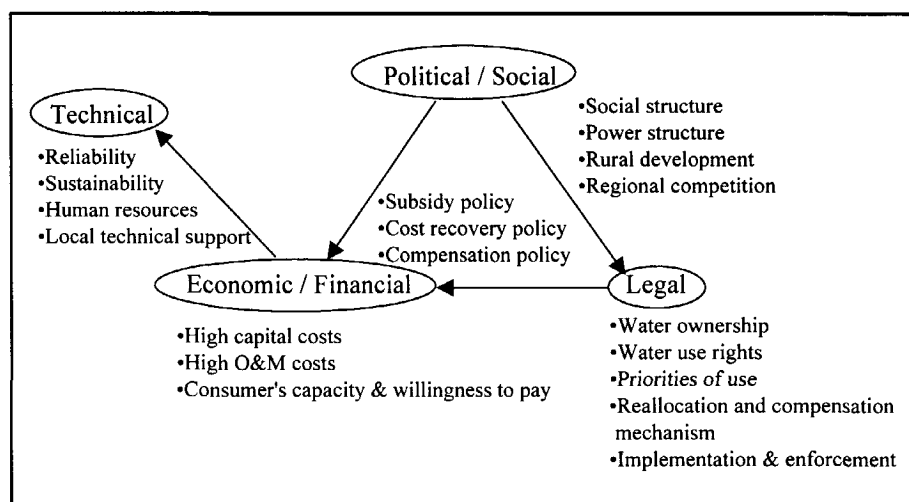 Political / Social
•Social structure
•Power structure
•Rural development
•Regional competition
Technical
•Reliability
•Sustainability
•Human resources
•Local technical support
•Subsidy policy
•Cost recovery policy
•Compensation policy
Economic / Financial
•High capital costs
•High O&M costs
•Consumer's capacity & willingness to pay
Legal
•Water ownership
•Water use rights
•Priorities of use
•Reallocation and compensation
mechanism
•Implementation & enforcement